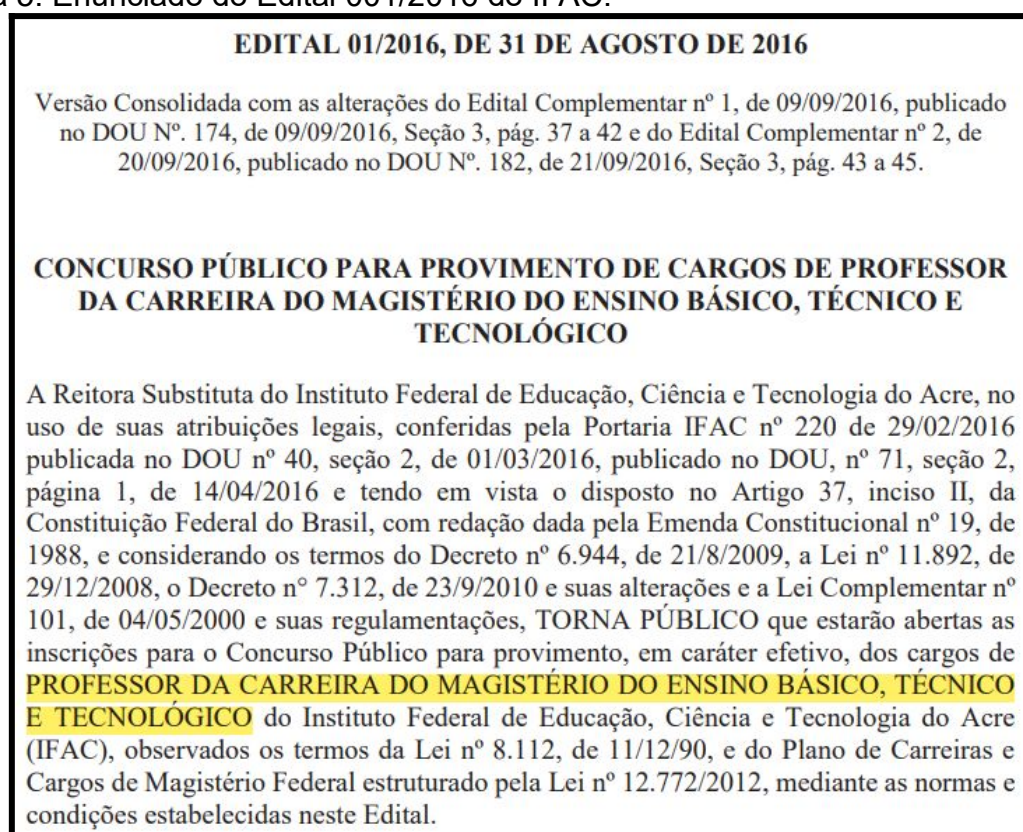 Enunciado do Edital 001/2016 do IFAC.
EDITAL 01/2016, DE 31 DE AGOSTO DE 2016
Versão Consolidada com as alterações do Edital Complementar nº 1, de 09/09/2016, publicado
no DOU Nº. 174, de 09/09/2016, Seção 3, pág. 37 a 42 e do Edital Complementar nº 2, de
20/09/2016, publicado no DOU Nº. 182, de 21/09/2016, Seção 3, pág. 43 a 45.
CONCURSO PÚBLICO PARA PROVIMENTO DE CARGOS DE PROFESSOR
DA CARREIRA DO MAGISTÉRIO DO ENSINO BÁSICO, TÉCNICO E
TECNOLÓGICO
A Reitora Substituta do Instituto Federal de Educação, Ciência e Tecnologia do Acre, no
uso de suas atribuições legais, conferidas pela Portaria IFAC nº 220 de 29/02/2016
publicada no DOU nº 40, seção 2, de 01/03/2016, publicado no DOU, nº 71, seção 2,
página 1, de 14/04/2016 e tendo em vista o disposto no Artigo 37, inciso II, da
Constituição Federal do Brasil, com redação dada pela Emenda Constitucional nº 19, de
1988, e considerando os termos do Decreto nº 6.944, de 21/8/2009, a Lei nº 11.892, de
29/12/2008, o Decreto n° 7.312, de 23/9/2010 e suas alterações e a Lei Complementar nº
101, de 04/05/2000 e suas regulamentações, TORNA PÚBLICO que estarão abertas as
inscrições para o Concurso Público para provimento, em caráter efetivo, dos cargos de
PROFESSOR DA CARREIRA DO MAGISTÉRIO DO ENSINO BÁSICO, TÉCNICO
E TECNOLÓGICO do Instituto Federal de Educação, Ciência e Tecnologia do Acre
(IFAC), observados os termos da Lei nº 8.112, de 11/12/90, e do Plano de Carreiras e
Cargos de Magistério Federal estruturado pela Lei nº 12.772/2012, mediante as normas e
condições estabelecidas neste Edital.